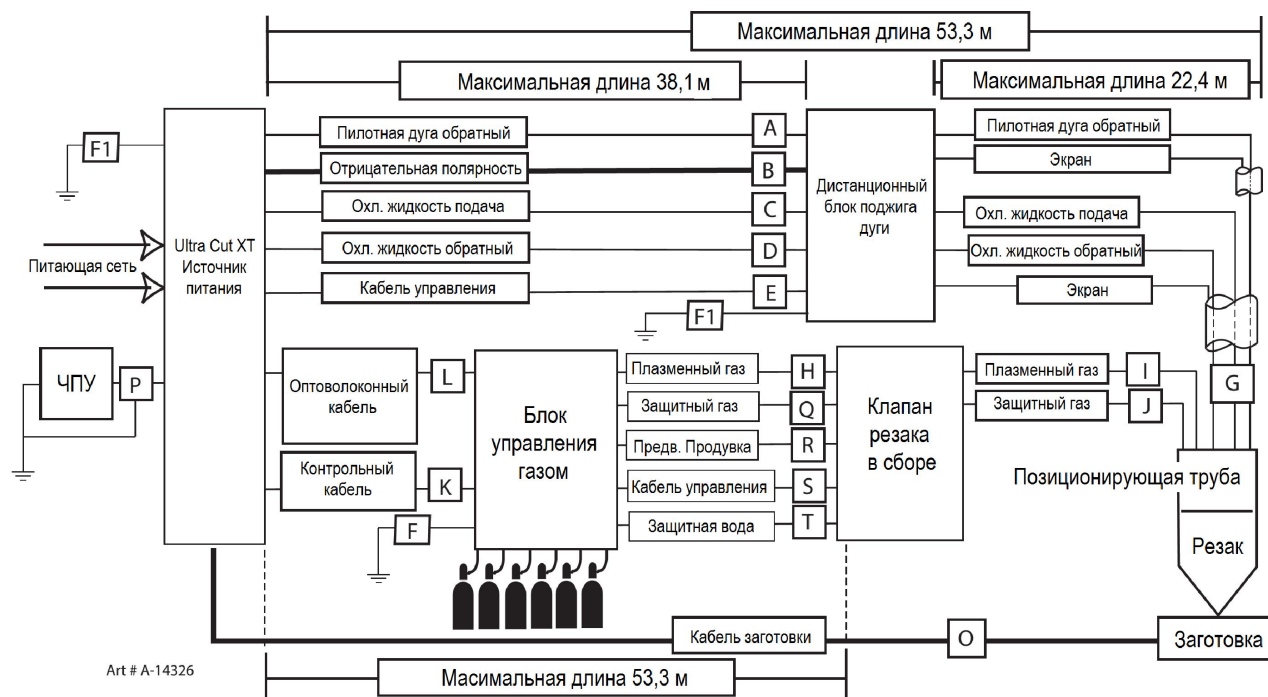 Максимальная длина 53,3 м
Максимальная длина 38,1 м
Максимальная длина 22,4 м
F1
Питающая сеть
ЧПУ
P
Ultra Cut XT
Источник
питания
Пилотная дуга обратный
A
Отрицательная полярность
B
Охл. жидкость подача
C
Охл. жидкость обратный
D
Кабель управления
E
F1
Дистанционный
блок поджига
дуги
Пилотная дуга обратный
Экран
Охл. жидкость подача
Охл. жидкость обратный
Экран
Оптоволоконный
кабель
L
Контрольный
кабель
K
F
Блок
управления
газом
Плазменный газ
H
Защитный газ
Q
Предв. Продувка
R
Кабель управления
S
Защитная вода
T
Клапан
резака
в сборе
Плазменный газ
I
Защитный газ
J
G
Позиционирующая труба
Резак
Кабель заготовки
O
Заготовка
Art # A-14326
Масимальная длина 53,3 м